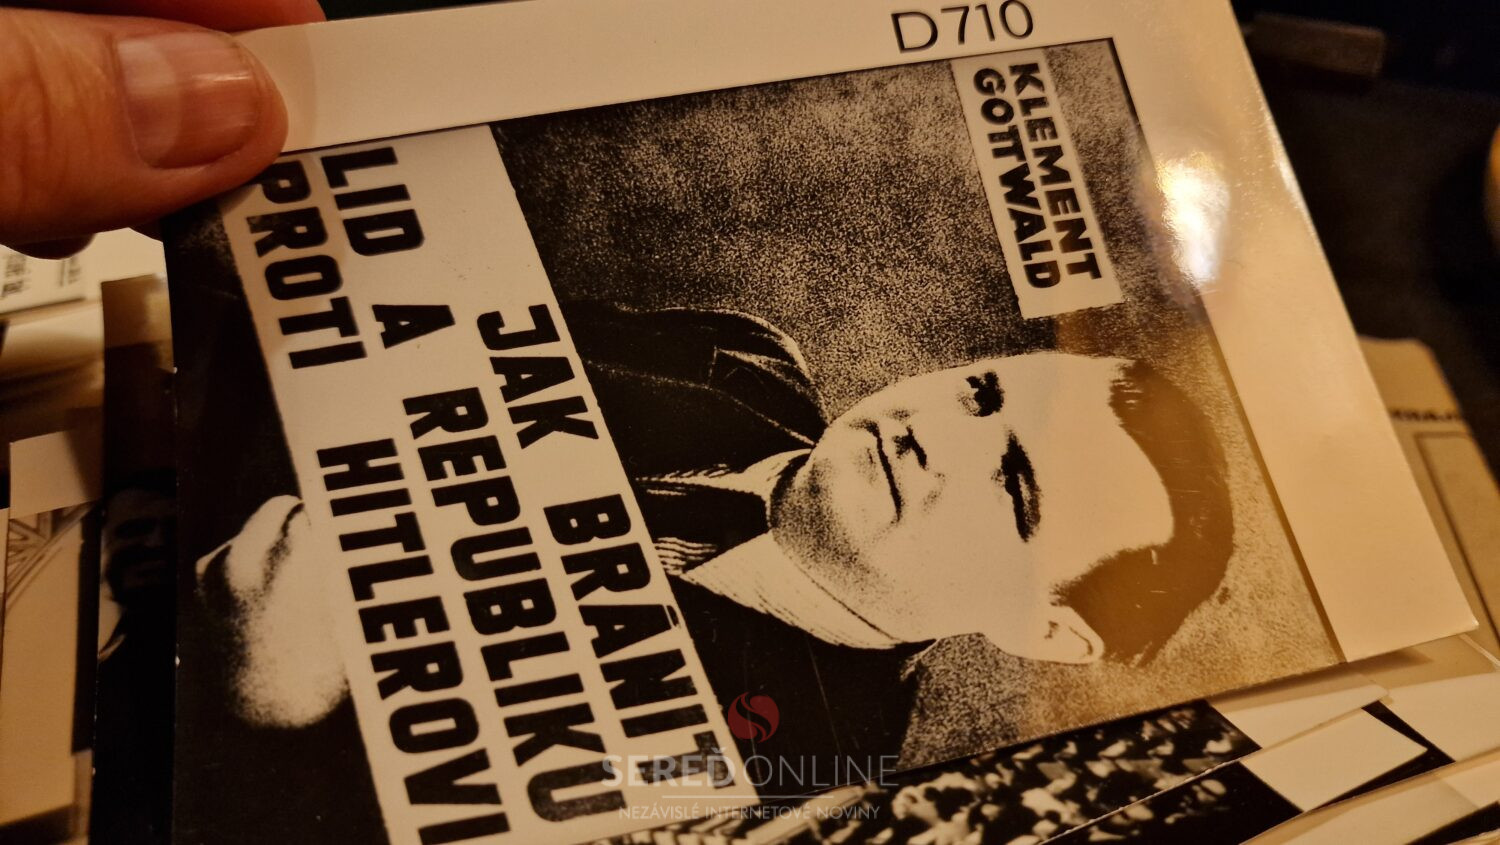 D710
KLEMENT
GOTTWALD
JAK BRÁNIT
LID A REPUBLIKU
PROTI HITLEROVI
SEREĎONLINE
NEZÁVISLÉ INTERNETOVÉ NOVINY